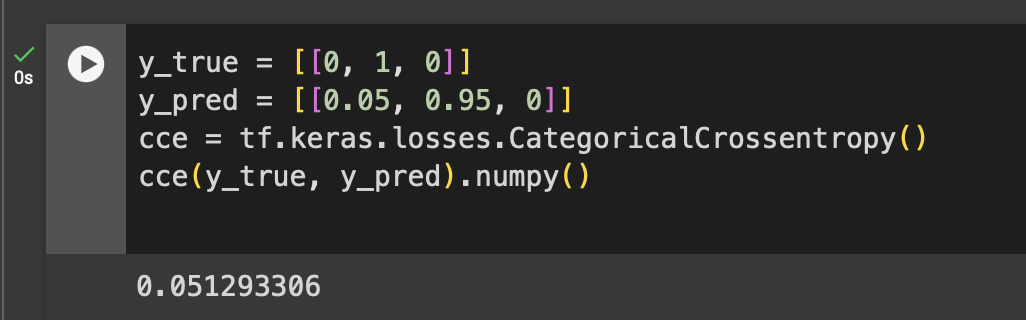 0s
y_true = [[0, 1, 0]]
y_pred = [[0.05, 0.95, 0]]
cce = tf.keras.losses.CategoricalCrossentropy()
cce(y_true, y_pred).numpy()
0.051293306